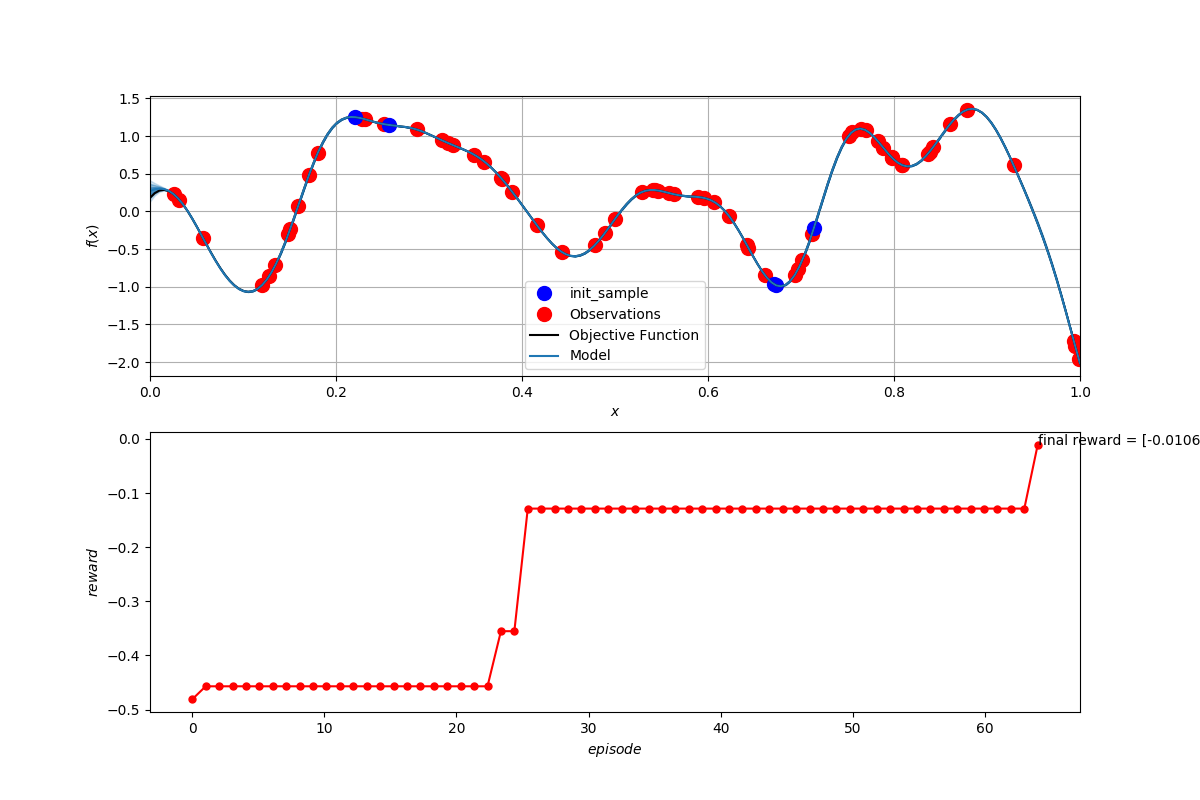 1.5
1.0
0.5
0.0
−0.5
−1.0
−1.5
−2.0
f(x)
init_sample
Observations
Objective Function
Model
0.0 0.2 0.4 0.6 0.8 1.0
x
final reward = [-0.0106
0.0
−0.1
−0.2
−0.3
−0.4
−0.5
reward
0 10 20 30 40 50 60
episode